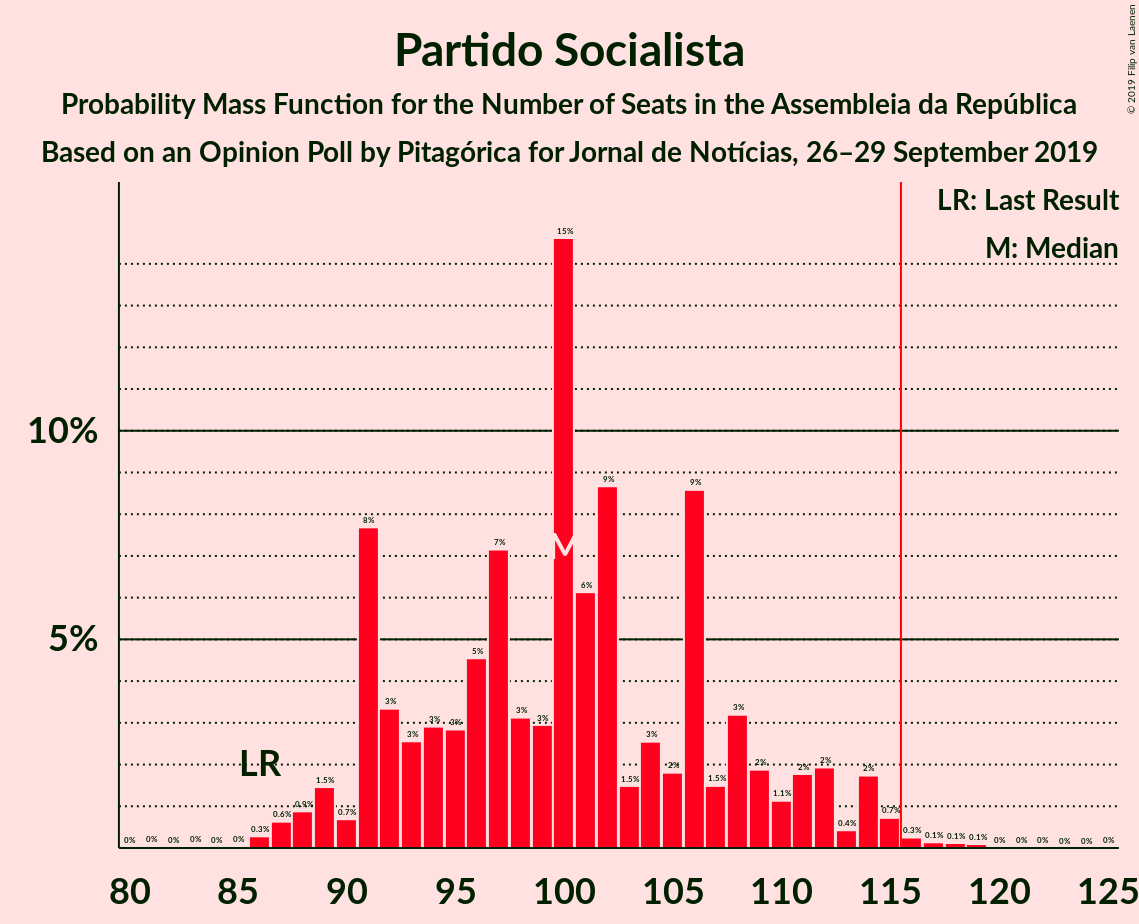 Partido Socialista
Probability Mass Function for the Number of Seats in the Assembleia da República
Based on an Opinion Poll by Pitagórica for Jornal de Notícias, 26–29 September 2019
© 2019 Filip van Laenen
LR: Last Result
M: Median
10%
5%
LR
M
0% 0% 0% 0% 0% 0% 0.3% 0.6% 0.9% 1.5% 0.7% 8% 3% 3% 3% 3% 5% 7% 3% 3% 15% 6% 9% 1.5% 3% 2% 9% 1.5% 3% 2% 1.1% 2% 2% 0.4% 2% 0.7% 0.3% 0.1% 0.1% 0.1% 0% 0% 0% 0% 0% 0%
80 85 90 95 100 105 110 115 120 125